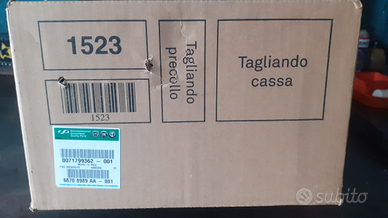 1523
Tagliando
precollo
Tagliando
cassa
1523
0071799362 - 001
6870 8989 AA - 001
subito